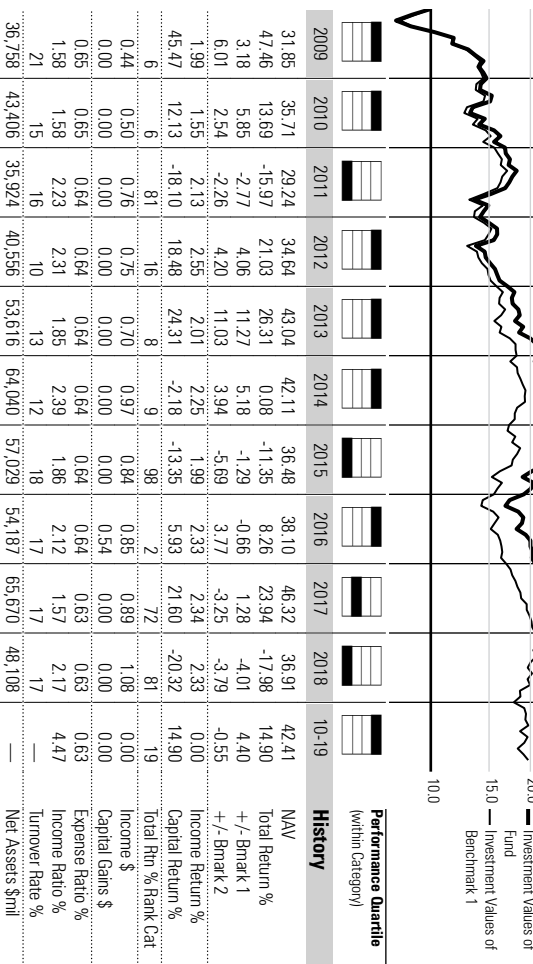 20.0 Investment Values of
Fund
15.0 Investment Values of
Benchmark 1
10.0
Performance Quartile
(within Category)
2009 2010 2011 2012 2013 2014 2015 2016 2017 2018 10-19 History
31.85 35.71 29.24 34.64 43.04 42.11 36.48 38.10 46.32 36.91 42.41 NAV
47.46 13.69 -15.97 21.03 26.31 0.08 -11.35 8.26 23.94 -17.98 14.90 Total Return %
3.18 5.85 -2.77 4.06 11.27 5.18 -1.29 -0.66 1.28 -4.01 4.40 +/- Bmark 1
6.01 2.54 -2.26 4.20 11.03 3.94 -5.69 3.77 -3.25 -3.79 -0.55 +/- Bmark 2
1.99 1.55 2.13 2.55 2.01 2.25 1.99 2.33 2.34 2.33 0.00 Income Return %
45.47 12.13 -18.10 18.48 24.31 -2.18 -13.35 5.93 21.60 -20.32 14.90 Capital Return %
6 6 81 16 8 9 98 2 72 81 19 Total Rtn % Rank Cat
0.44 0.50 0.76 0.75 0.70 0.97 0.84 0.85 0.89 1.08 0.00 Income $
0.00 0.00 0.00 0.00 0.00 0.00 0.00 0.54 0.00 0.00 0.00 Capital Gains $
0.65 0.65 0.64 0.64 0.64 0.64 0.64 0.64 0.63 0.63 0.63 Expense Ratio %
1.58 1.58 2.23 2.31 1.85 2.39 1.86 2.12 1.57 2.17 4.47 Income Ratio %
21 15 16 10 13 12 18 17 17 17 — Turnover Rate %
36,758 43,406 35,924 40,556 53,616 64,040 57,029 54,187 65,670 48,108 — Net Assets $mil